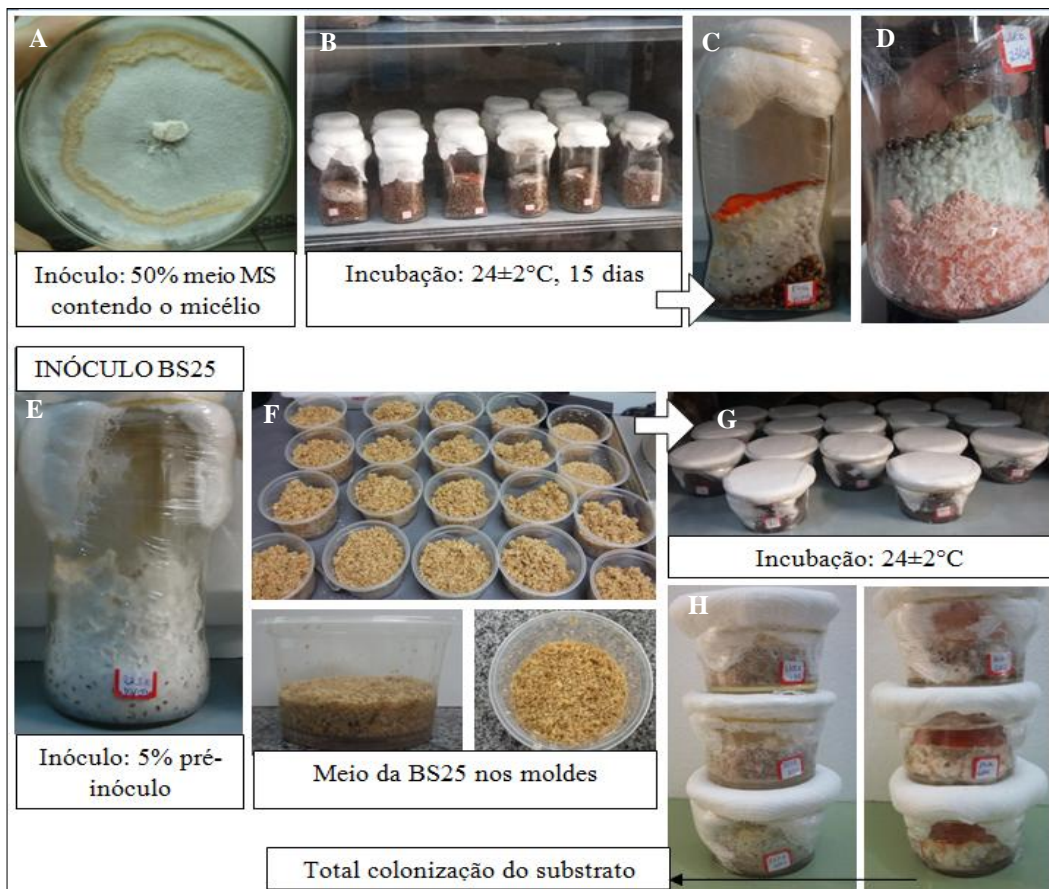 A
B
C
D
Inóculo: 50% meio MS
contendo o micélio
Incubação: 24±2°C, 15 dias
INÓCULO BS25
E
F
G
Incubação: 24±2°C
H
Inóculo: 5% pré-
inóculo
Meio da BS25 nos moldes
Total colonização do substrato